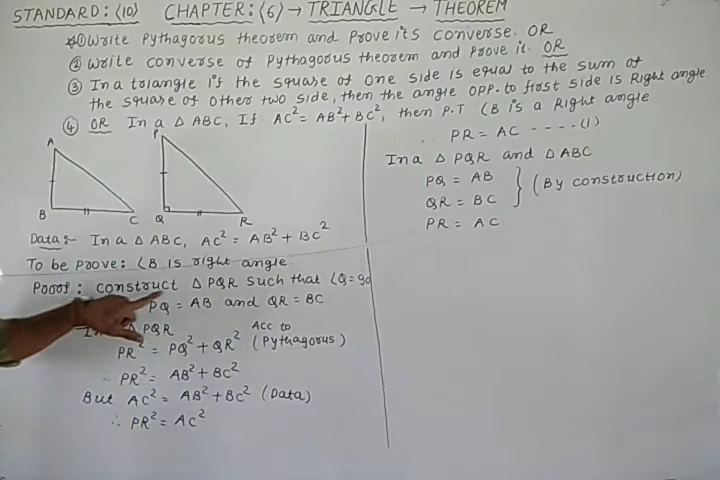 STANDARD:⟨10⟩ CHAPTER:⟨6⟩→TRIANGLE → THEOREM
① Write Pythagorus theorem and prove its converse. OR
② Write converse of Pythagorus theorem and prove it. OR
③ In a triangle if the square of one side is equal to the sum of
the square of other two side, then the angle opp. to first side is Right angle
④ OR In a △ ABC, If AC² = AB² + BC², then P.T ∠B is a Right angle
A
B
C
P
Q
R
Data:- In a △ ABC, AC² = AB² + BC²
To be Prove: ∠B is right angle.
Proof: construct △ PQR such that ∠Q = 90
PQ = AB and QR = BC
In △ PQR
PR² = PQ² + QR² (Acc to Pythagorus)
∴ PR² = AB² + BC²
But AC² = AB² + BC² (Data)
∴ PR² = AC²
∴ PR = AC ----(1)
In a △ PQR and △ ABC
PQ = AB
QR = BC } (By construction)
PR = AC